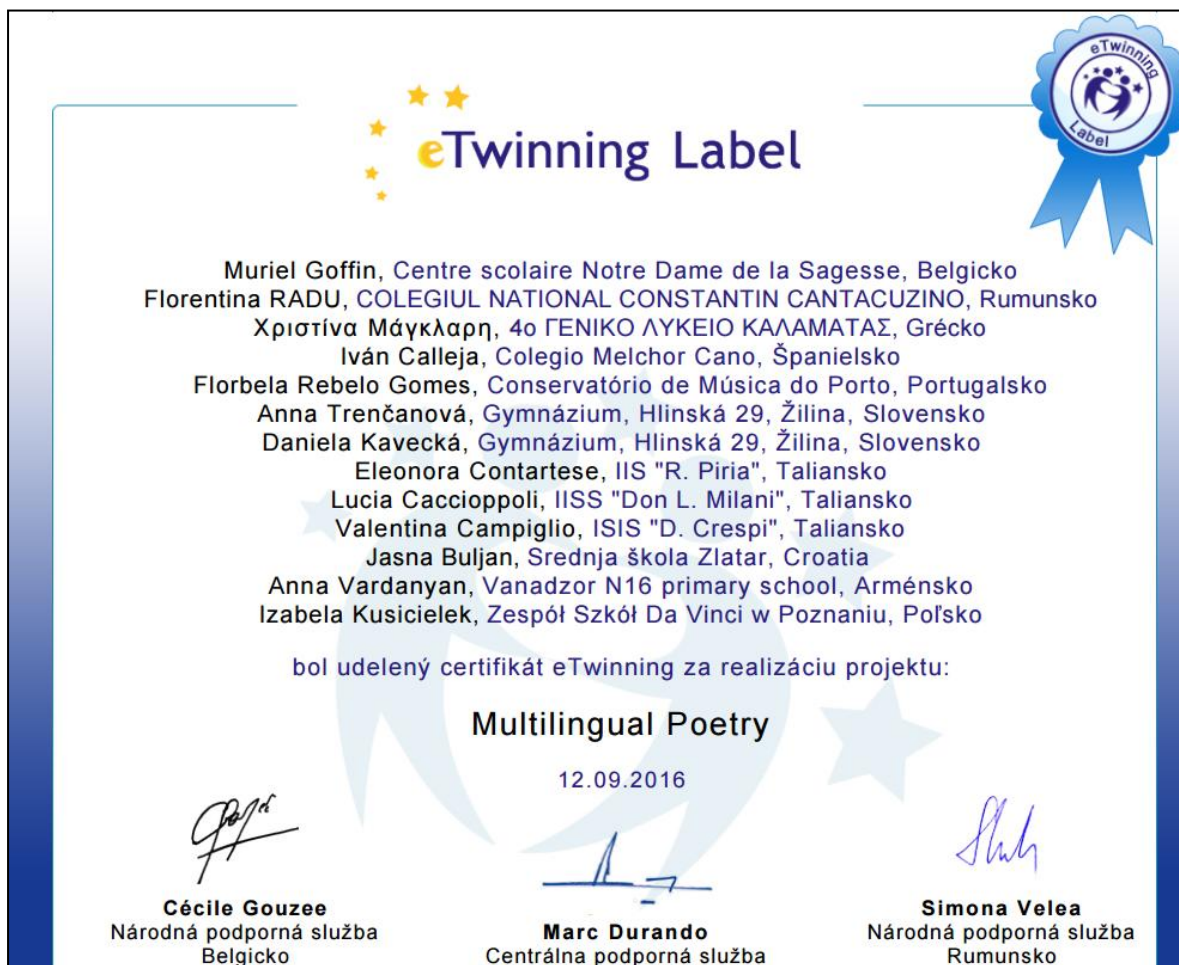 eTwinning
Label
eTwinning Label
Muriel Goffin, Centre scolaire Notre Dame de la Sagesse, Belgicko
Florentina RADU, COLEGIUL NATIONAL CONSTANTIN CANTACUZINO, Rumunsko
Χριστίνα Μάγκλαρη, 4ο ΓΕΝΙΚΟ ΛΥΚΕΙΟ ΚΑΛΑΜΑΤΑΣ, Grécko
Iván Calleja, Colegio Melchor Cano, Španielsko
Florbela Rebelo Gomes, Conservatório de Música do Porto, Portugalsko
Anna Trenčanová, Gymnázium, Hlinská 29, Žilina, Slovensko
Daniela Kavecká, Gymnázium, Hlinská 29, Žilina, Slovensko
Eleonora Contartese, IIS "R. Piria", Taliansko
Lucia Caccioppoli, IISS "Don L. Milani", Taliansko
Valentina Campiglio, ISIS "D. Crespi", Taliansko
Jasna Buljan, Srednja škola Zlatar, Croatia
Anna Vardanyan, Vanadzor N16 primary school, Arménsko
Izabela Kusicielek, Zespół Szkół Da Vinci w Poznaniu, Poľsko
bol udelený certifikát eTwinning za realizáciu projektu:
Multilingual Poetry
12.09.2016
Cécile Gouzee
Národná podporná služba
Belgicko
Marc Durando
Centrálna podporná služba
Simona Velea
Národná podporná služba
Rumunsko